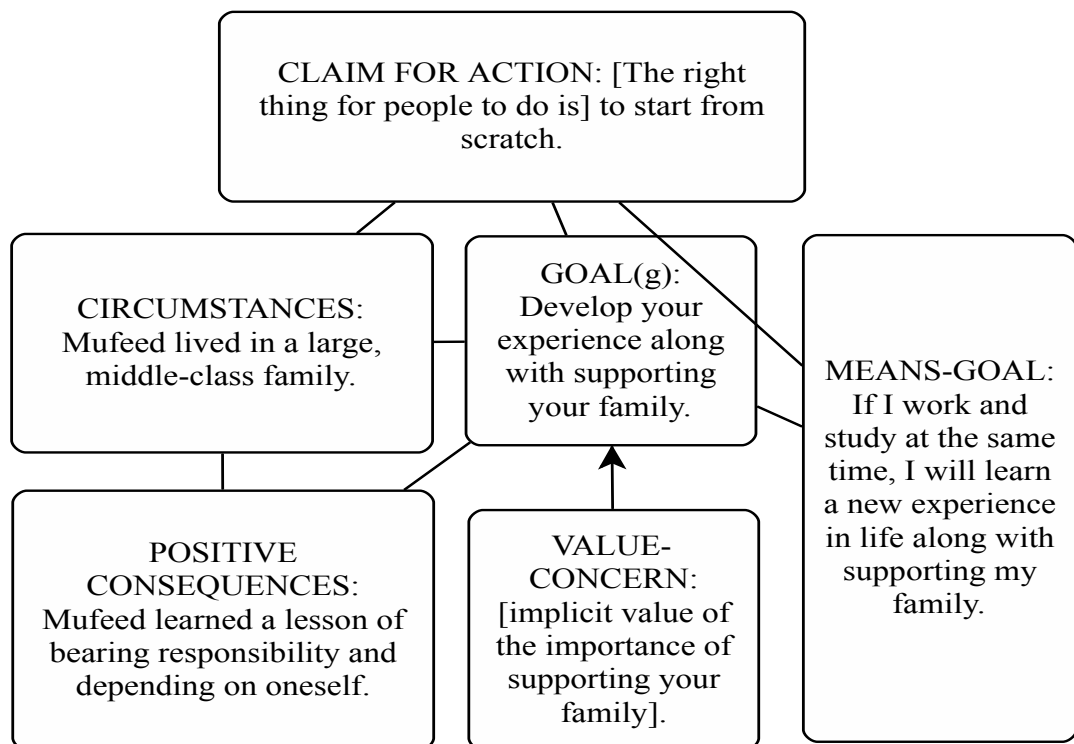 CLAIM FOR ACTION: [The right
thing for people to do is] to start from
scratch.
CIRCUMSTANCES:
Mufeed lived in a large,
middle-class family.
GOAL(g):
Develop your
experience along
with supporting
your family.
MEANS-GOAL:
If I work and
study at the same
time, I will learn
a new experience
in life along with
supporting my
family.
POSITIVE
CONSEQUENCES:
Mufeed learned a lesson of
bearing responsibility and
depending on oneself.
VALUE-
CONCERN:
[implicit value of
the importance of
supporting your
family].